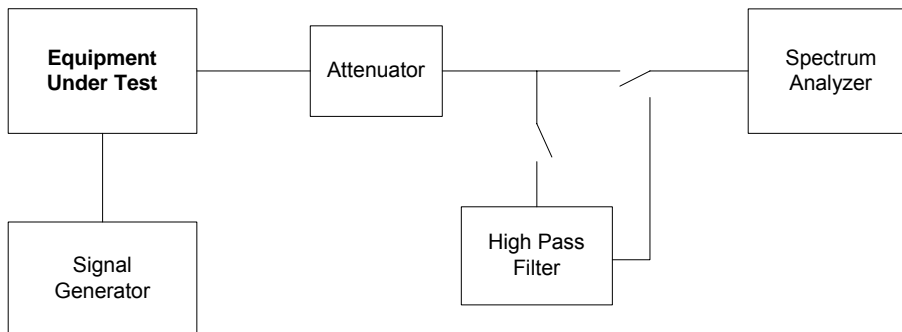 Equipment
Under Test
Attenuator
Spectrum
Analyzer
Signal
Generator
High Pass
Filter